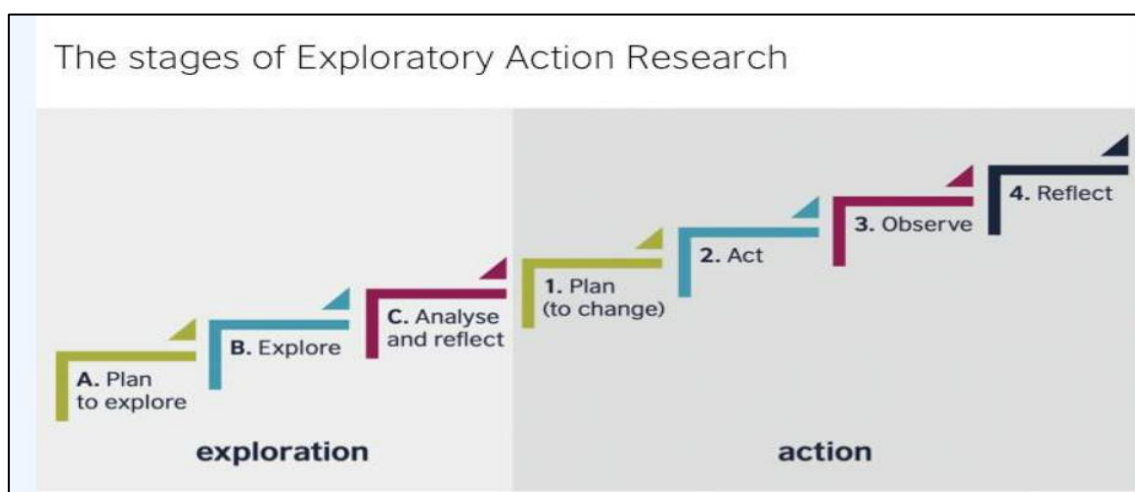 The stages of Exploratory Action Research
A. Plan
to explore
B. Explore
C. Analyse
and reflect
1. Plan
(to change)
2. Act
3. Observe
4. Reflect
exploration
action